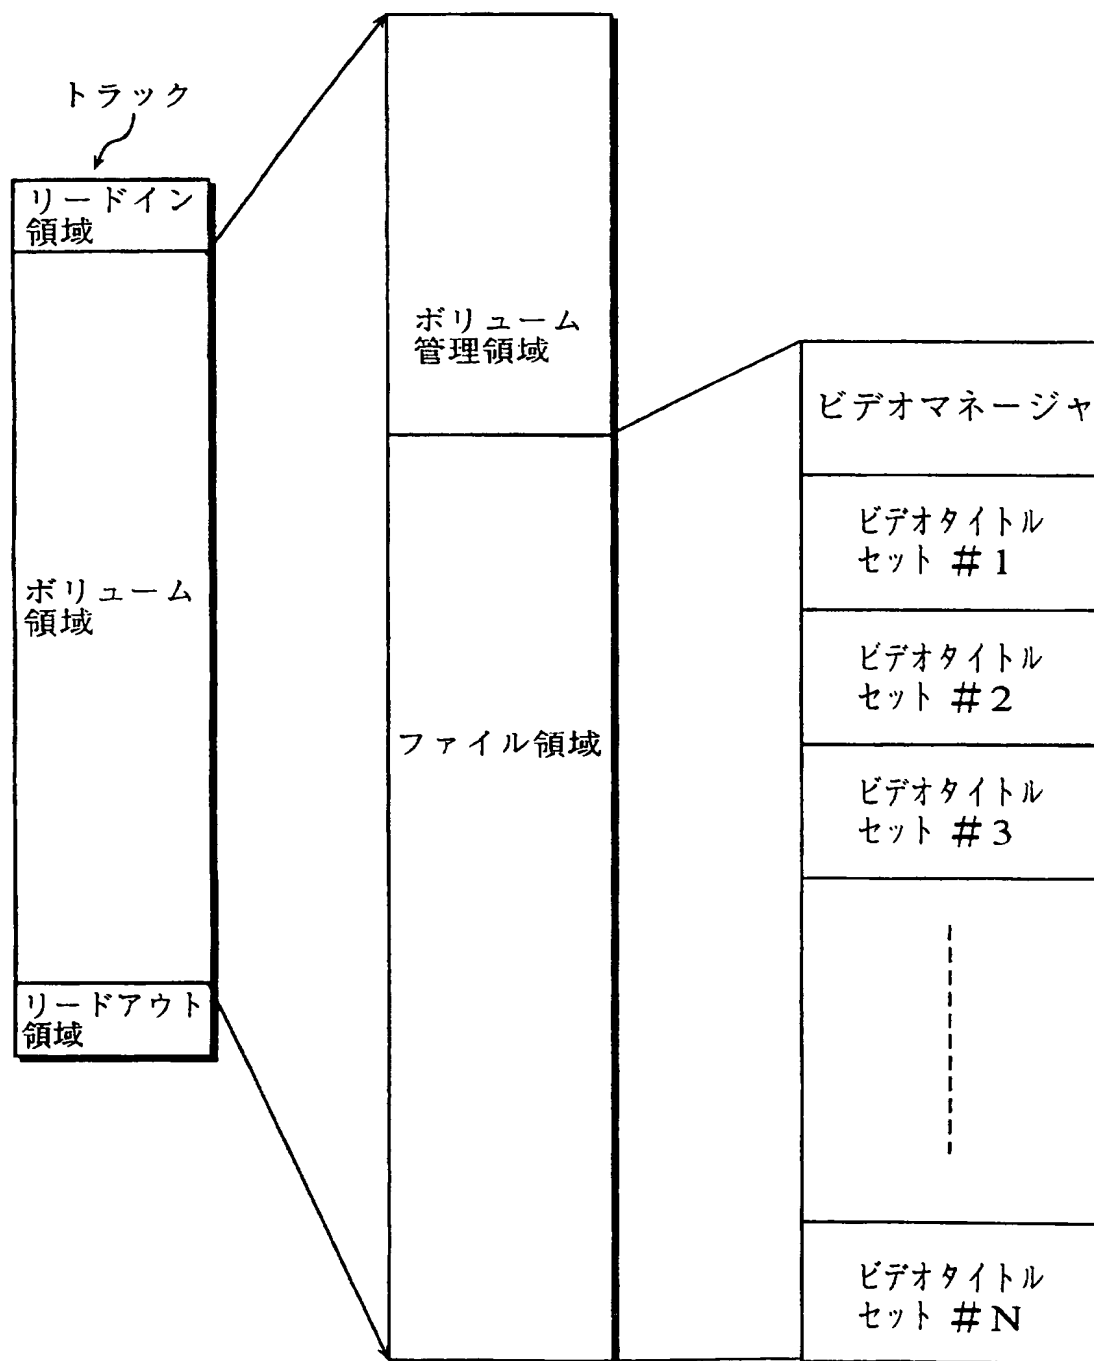 トラック
リードイン
領域
ボリューム
領域
リードアウト
領域
ボリューム
管理領域
ファイル領域
ビデオマネージャ
ビデオタイトル
セット #1
ビデオタイトル
セット #2
ビデオタイトル
セット #3
ビデオタイトル
セット #N